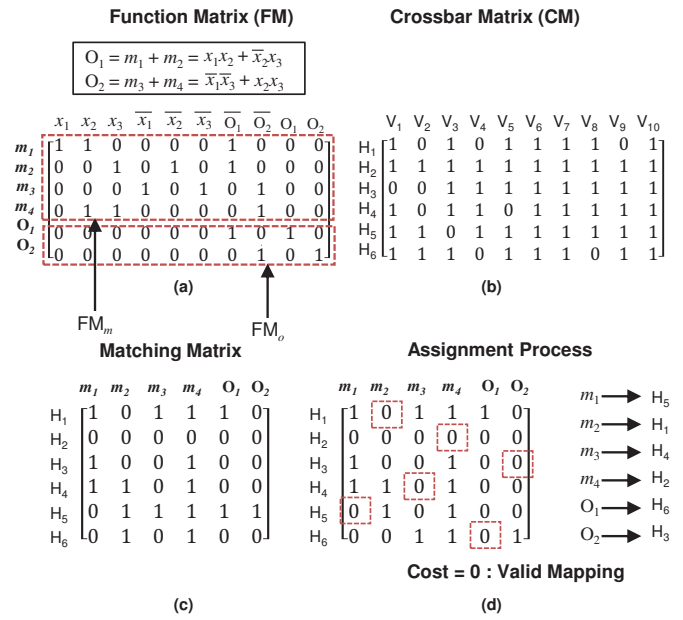 Function Matrix (FM)
Crossbar Matrix (CM)
O₁ = m₁ + m₂ = x₁x₂ + x̅₂x₃
O₂ = m₃ + m₄ = x̅₁x̅₃ + x₂x₃
x₁ x₂ x₃ x̅₁ x̅₂ x̅₃ O̅₁ O̅₂ O₁ O₂
m₁ 1 1 0 0 0 0 1 0 0 0
m₂ 0 0 1 0 1 0 1 0 0 0
m₃ 0 0 0 1 0 1 0 1 0 0
m₄ 0 1 1 0 0 0 0 1 0 0
O₁ 0 0 0 0 0 0 1 0 1 0
O₂ 0 0 0 0 0 0 0 1 0 1
(a)
FMₘ
FMₒ
V₁ V₂ V₃ V₄ V₅ V₆ V₇ V₈ V₉ V₁₀
H₁ 1 0 1 0 1 1 1 1 0 1
H₂ 1 1 1 1 1 1 1 1 1 1
H₃ 0 0 1 1 1 1 1 1 1 1
H₄ 1 0 1 1 0 1 1 1 1 1
H₅ 1 1 0 1 1 1 1 1 1 1
H₆ 1 1 1 0 1 1 1 0 1 1
(b)
Matching Matrix
m₁ m₂ m₃ m₄ O₁ O₂
H₁ 1 0 1 1 1 0
H₂ 0 0 0 0 0 0
H₃ 1 0 0 1 0 0
H₄ 1 1 0 1 0 0
H₅ 0 1 1 1 1 1
H₆ 0 0 1 1 0 0
(c)
Assignment Process
m₁ m₂ m₃ m₄ O₁ O₂
H₁ 1 0 1 1 1 0
H₂ 0 0 0 0 0 0
H₃ 1 0 0 1 0 0
H₄ 1 1 0 1 0 0
H₅ 0 1 0 0 0 0
H₆ 0 0 1 1 0 1
Cost = 0 : Valid Mapping
(d)
m₁ H₅
m₂ H₁
m₃ H₄
m₄ H₂
O₁ H₆
O₂ H₃